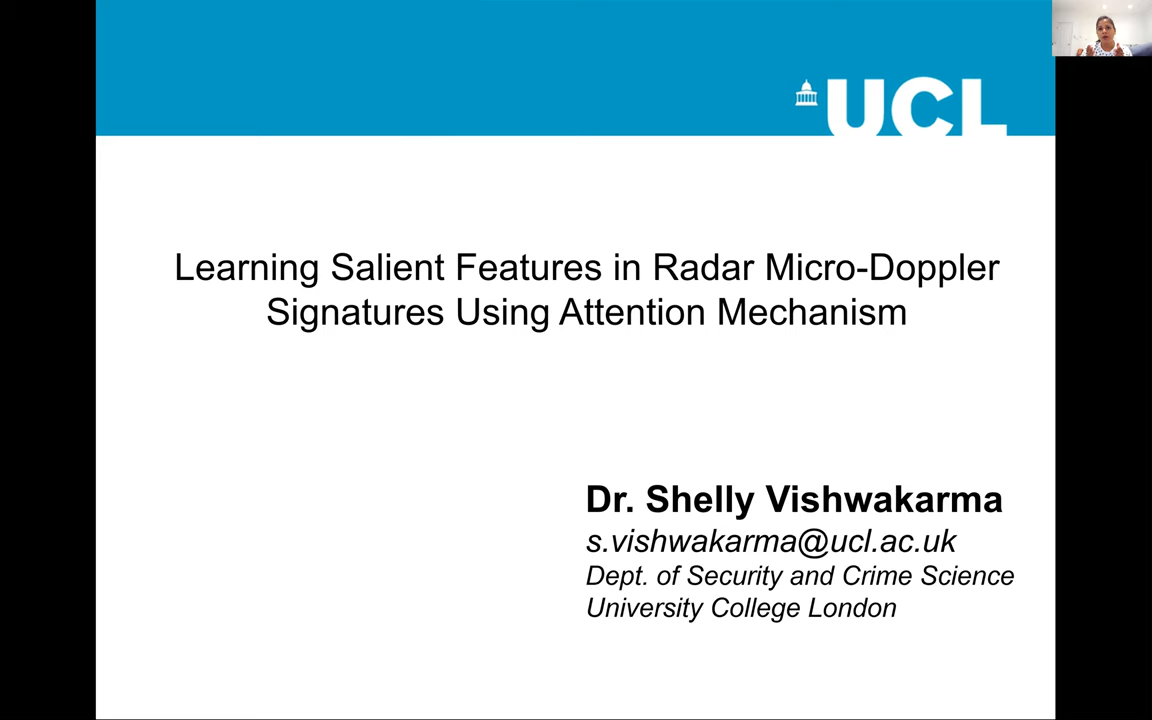 UCL
Learning Salient Features in Radar Micro-Doppler
Signatures Using Attention Mechanism
Dr. Shelly Vishwakarma
s.vishwakarma@ucl.ac.uk
Dept. of Security and Crime Science
University College London